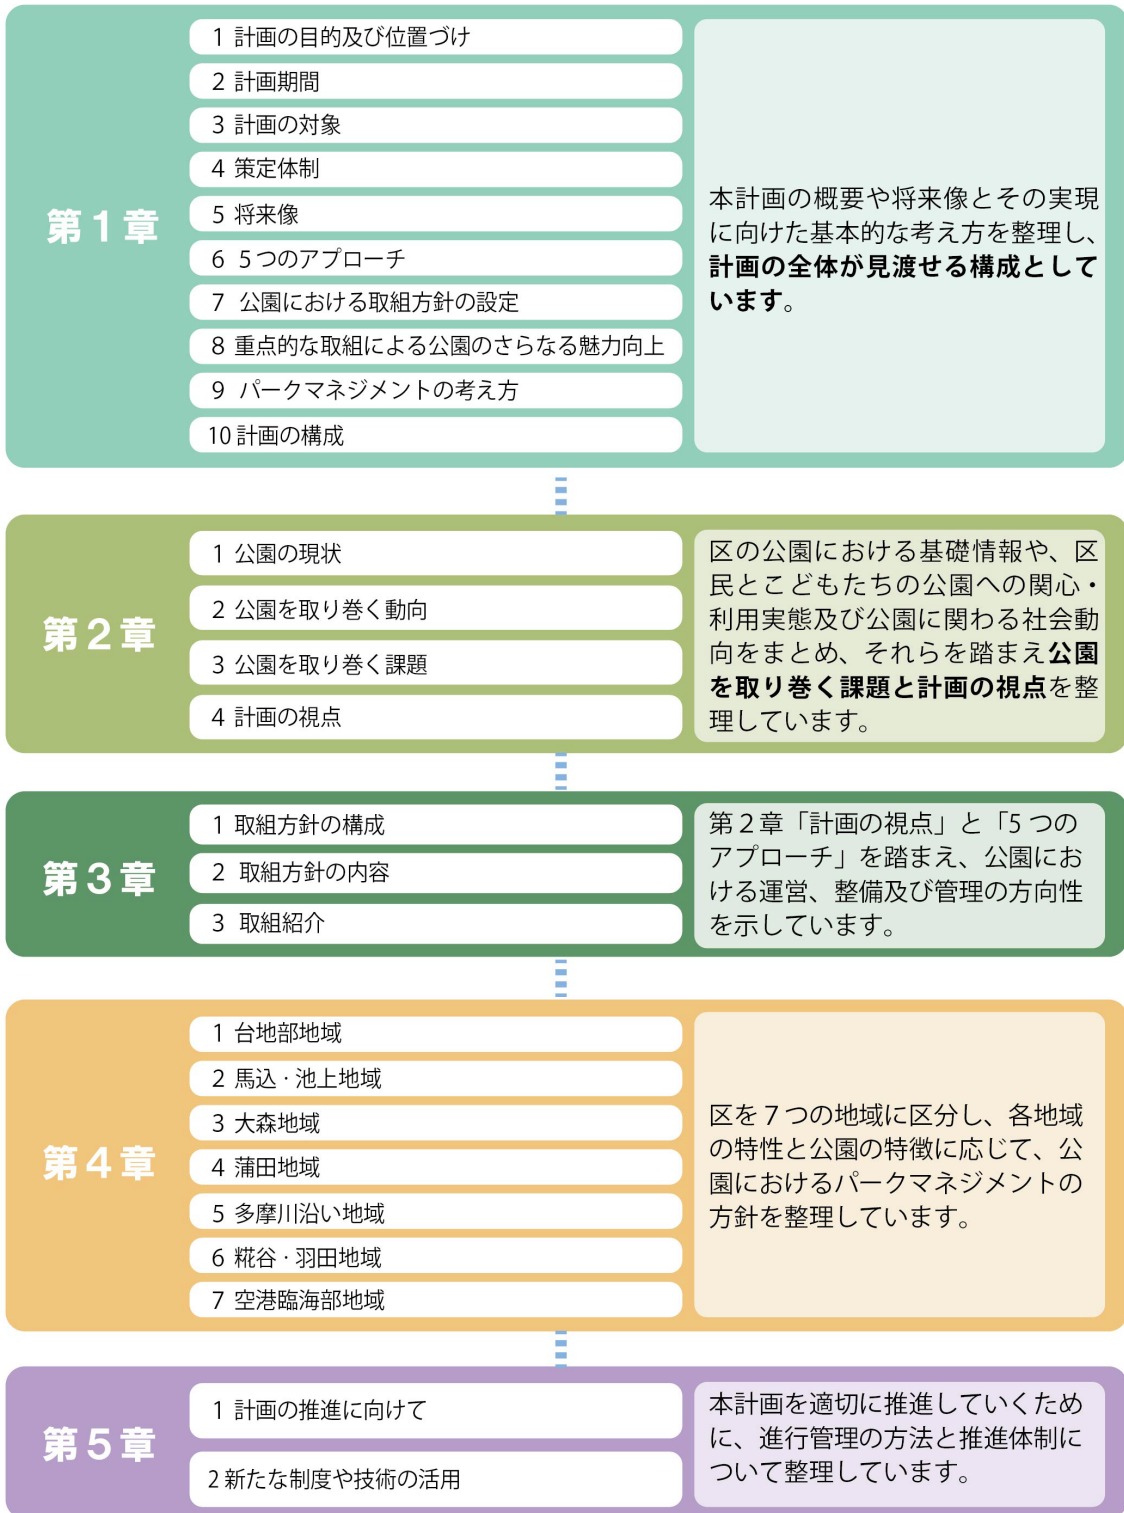 第1章
1 計画の目的及び位置づけ
2 計画期間
3 計画の対象
4 策定体制
5 将来像
6 5つのアプローチ
7 公園における取組方針の設定
8 重点的な取組による公園のさらなる魅力向上
9 パークマネジメントの考え方
10 計画の構成
本計画の概要や将来像とその実現
に向けた基本的な考え方を整理し、
計画の全体が見渡せる構成として
います。
第2章
1 公園の現状
2 公園を取り巻く動向
3 公園を取り巻く課題
4 計画の視点
区の公園における基礎情報や、区
民とこどもたちの公園への関心・
利用実態及び公園に関わる社会動
向をまとめ、それらを踏まえ公園
を取り巻く課題と計画の視点を整
理しています。
第3章
1 取組方針の構成
2 取組方針の内容
3 取組紹介
第2章「計画の視点」と「5つの
アプローチ」を踏まえ、公園にお
ける運営、整備及び管理の方向性
を示しています。
第4章
1 台地部地域
2 馬込・池上地域
3 大森地域
4 蒲田地域
5 多摩川沿い地域
6 糀谷・羽田地域
7 空港臨海部地域
区を7つの地域に区分し、各地域
の特性と公園の特徴に応じて、公
園におけるパークマネジメントの
方針を整理しています。
第5章
1 計画の推進に向けて
2 新たな制度や技術の活用
本計画を適切に推進していくため
に、進行管理の方法と推進体制に
ついて整理しています。